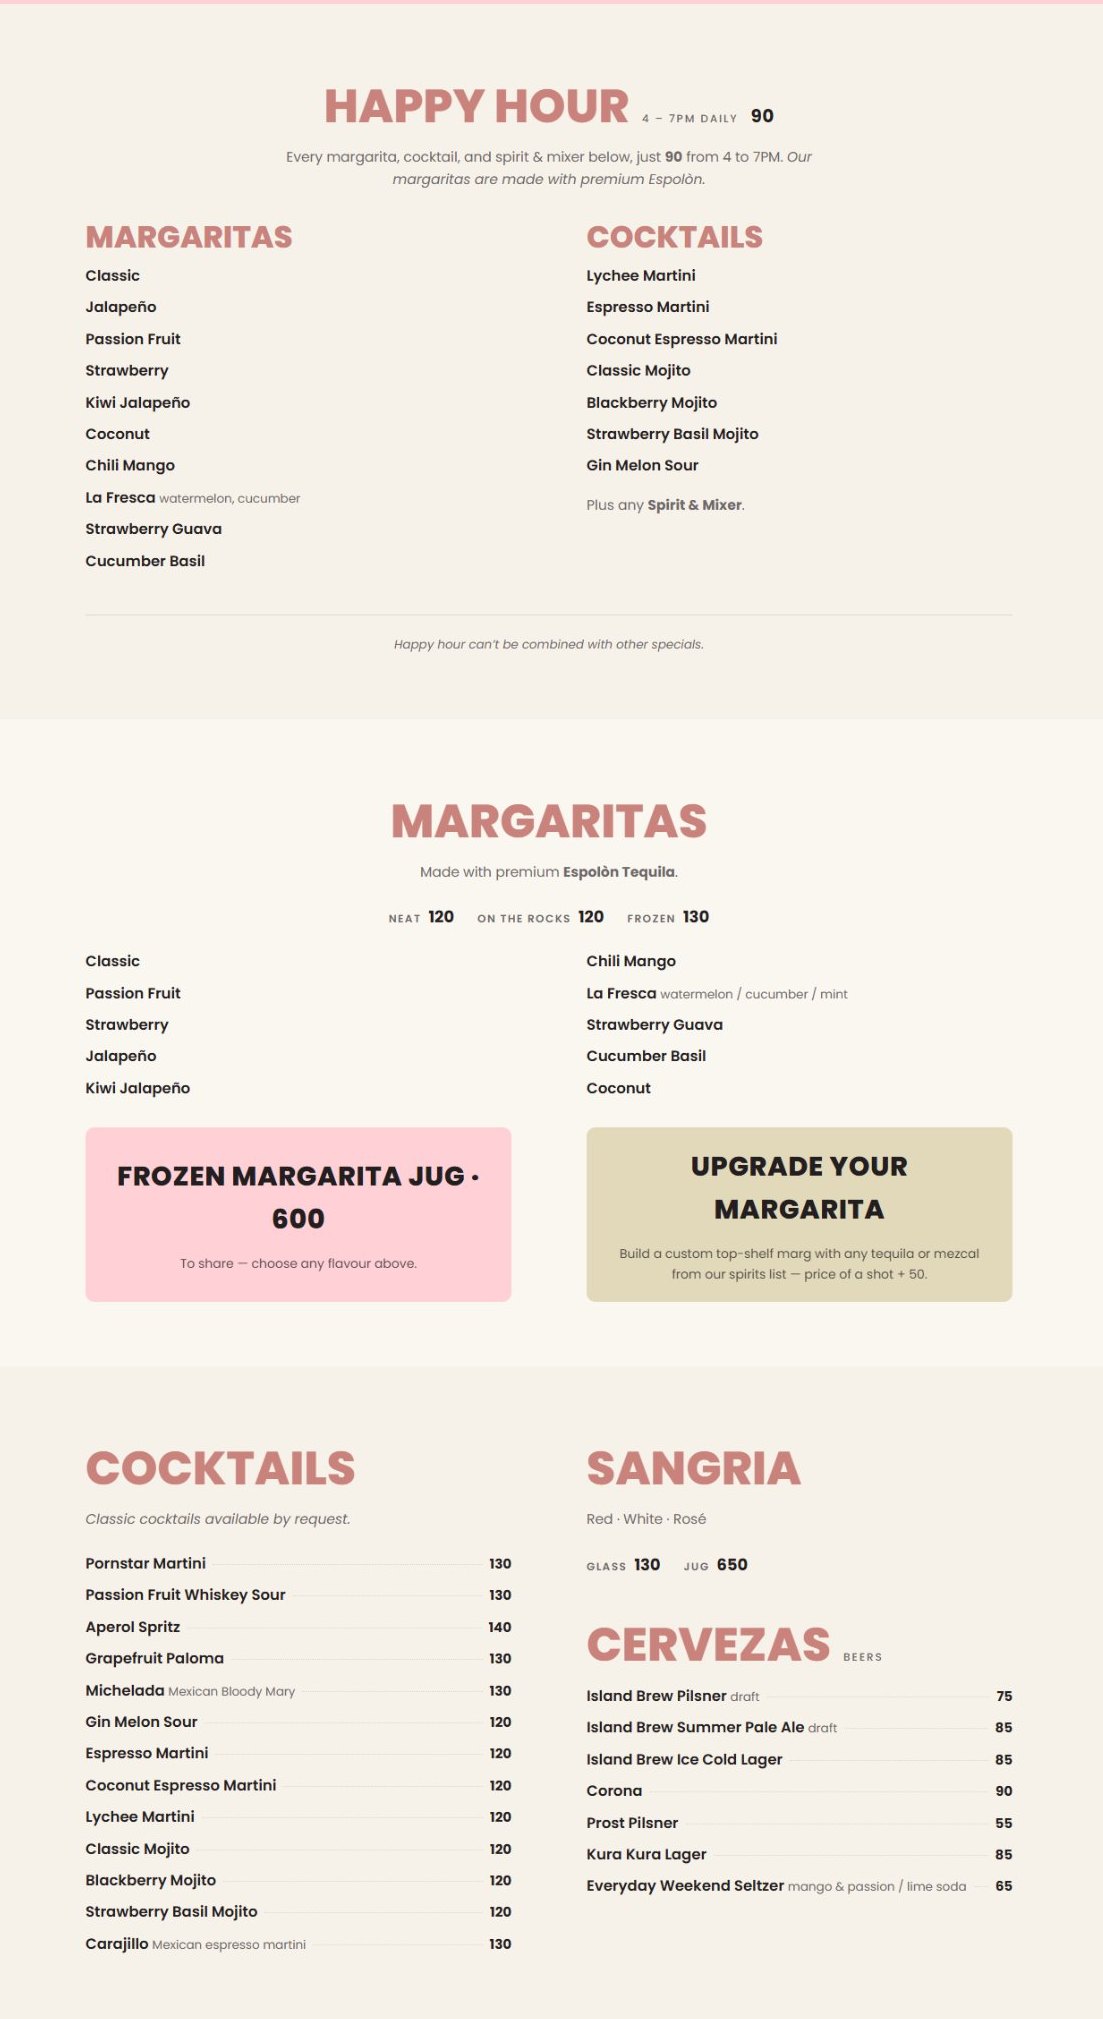 HAPPY HOUR 4 – 7PM DAILY 90
Every margarita, cocktail, and spirit & mixer below, just 90 from 4 to 7PM. Our
margaritas are made with premium Espolòn.
MARGARITAS
Classic
Jalapeño
Passion Fruit
Strawberry
Kiwi Jalapeño
Coconut
Chili Mango
La Fresca watermelon, cucumber
Strawberry Guava
Cucumber Basil
COCKTAILS
Lychee Martini
Espresso Martini
Coconut Espresso Martini
Classic Mojito
Blackberry Mojito
Strawberry Basil Mojito
Gin Melon Sour
Plus any Spirit & Mixer.
Happy hour can't be combined with other specials.
MARGARITAS
Made with premium Espolòn Tequila.
NEAT 120 ON THE ROCKS 120 FROZEN 130
Classic
Passion Fruit
Strawberry
Jalapeño
Kiwi Jalapeño
Chili Mango
La Fresca watermelon / cucumber / mint
Strawberry Guava
Cucumber Basil
Coconut
FROZEN MARGARITA JUG ·
600
To share — choose any flavour above.
UPGRADE YOUR
MARGARITA
Build a custom top-shelf marg with any tequila or mezcal
from our spirits list — price of a shot + 50.
COCKTAILS
Classic cocktails available by request.
Pornstar Martini 130
Passion Fruit Whiskey Sour 130
Aperol Spritz 140
Grapefruit Paloma 130
Michelada Mexican Bloody Mary 130
Gin Melon Sour 120
Espresso Martini 120
Coconut Espresso Martini 120
Lychee Martini 120
Classic Mojito 120
Blackberry Mojito 120
Strawberry Basil Mojito 120
Carajillo Mexican espresso martini 130
SANGRIA
Red · White · Rosé
GLASS 130 JUG 650
CERVEZAS BEERS
Island Brew Pilsner draft 75
Island Brew Summer Pale Ale draft 85
Island Brew Ice Cold Lager 85
Corona 90
Prost Pilsner 55
Kura Kura Lager 85
Everyday Weekend Seltzer mango & passion / lime soda 65